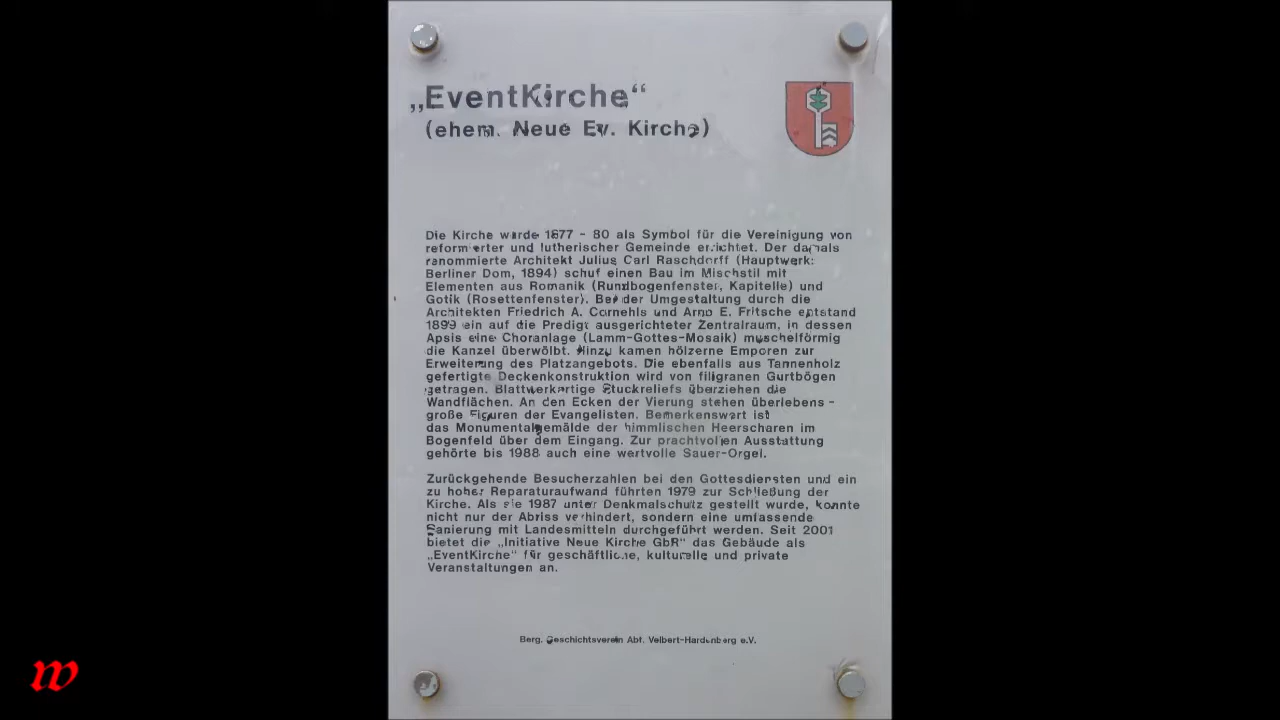 „EventKirche“
(ehem. Neue Ev. Kirche)
Die Kirche wurde 1877 - 80 als Symbol für die Vereinigung von
reformierter und lutherischer Gemeinde errichtet. Der damals
renommierte Architekt Julius Carl Raschdorff (Hauptwerk:
Berliner Dom, 1894) schuf einen Bau im Mischstil mit
Elementen aus Romanik (Rundbogenfenster, Kapitelle) und
Gotik (Rosettenfenster). Bei der Umgestaltung durch die
Architekten Friedrich A. Cornehls und Arno E. Fritsche entstand
1899 ein auf die Predigt ausgerichteter Zentralraum, in dessen
Apsis eine Choranlage (Lamm-Gottes-Mosaik) muschelförmig
die Kanzel überwölbt. Hinzu kamen hölzerne Emporen zur
Erweiterung des Platzangebots. Die ebenfalls aus Tannenholz
gefertigte Deckenkonstruktion wird von filigranen Gurtbögen
getragen. Blattwerkartige Stuckreliefs überziehen die
Wandflächen. An den Ecken der Vierung stehen überlebens -
große Figuren der Evangelisten. Bemerkenswert ist
das Monumentalgemälde der himmlischen Heerscharen im
Bogenfeld über dem Eingang. Zur prachtvollen Ausstattung
gehörte bis 1988 auch eine wertvolle Sauer-Orgel.
Zurückgehende Besucherzahlen bei den Gottesdiensten und ein
zu hoher Reparaturaufwand führten 1979 zur Schließung der
Kirche. Als sie 1987 unter Denkmalschutz gestellt wurde, konnte
nicht nur der Abriss verhindert, sondern eine umfassende
Sanierung mit Landesmitteln durchgeführt werden. Seit 2001
bietet die „Initiative Neue Kirche GbR“ das Gebäude als
„EventKirche“ für geschäftliche, kulturelle und private
Veranstaltungen an.
Berg. Geschichtsverein Abt. Velbert-Hardenberg e.V.
w